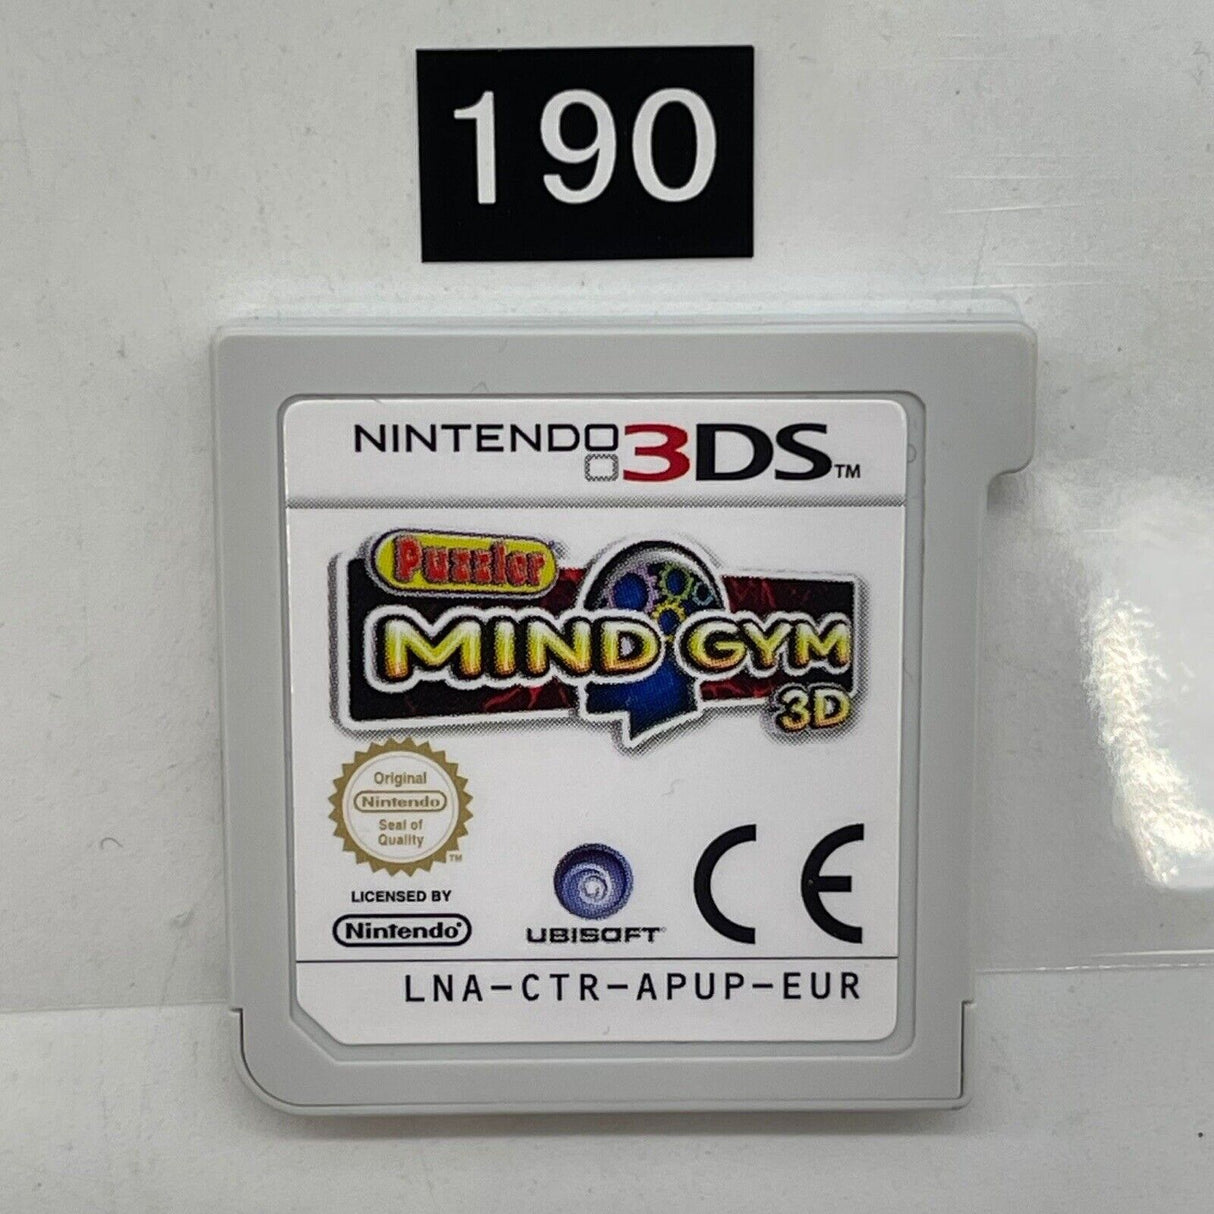 190
NINTENDO 3DS™
Puzzler
MIND GYM
3D
Original
Nintendo
Seal of
Quality
TM
LICENSED BY
Nintendo®
UBISOFT
CE
LNA-CTR-APUP-EUR